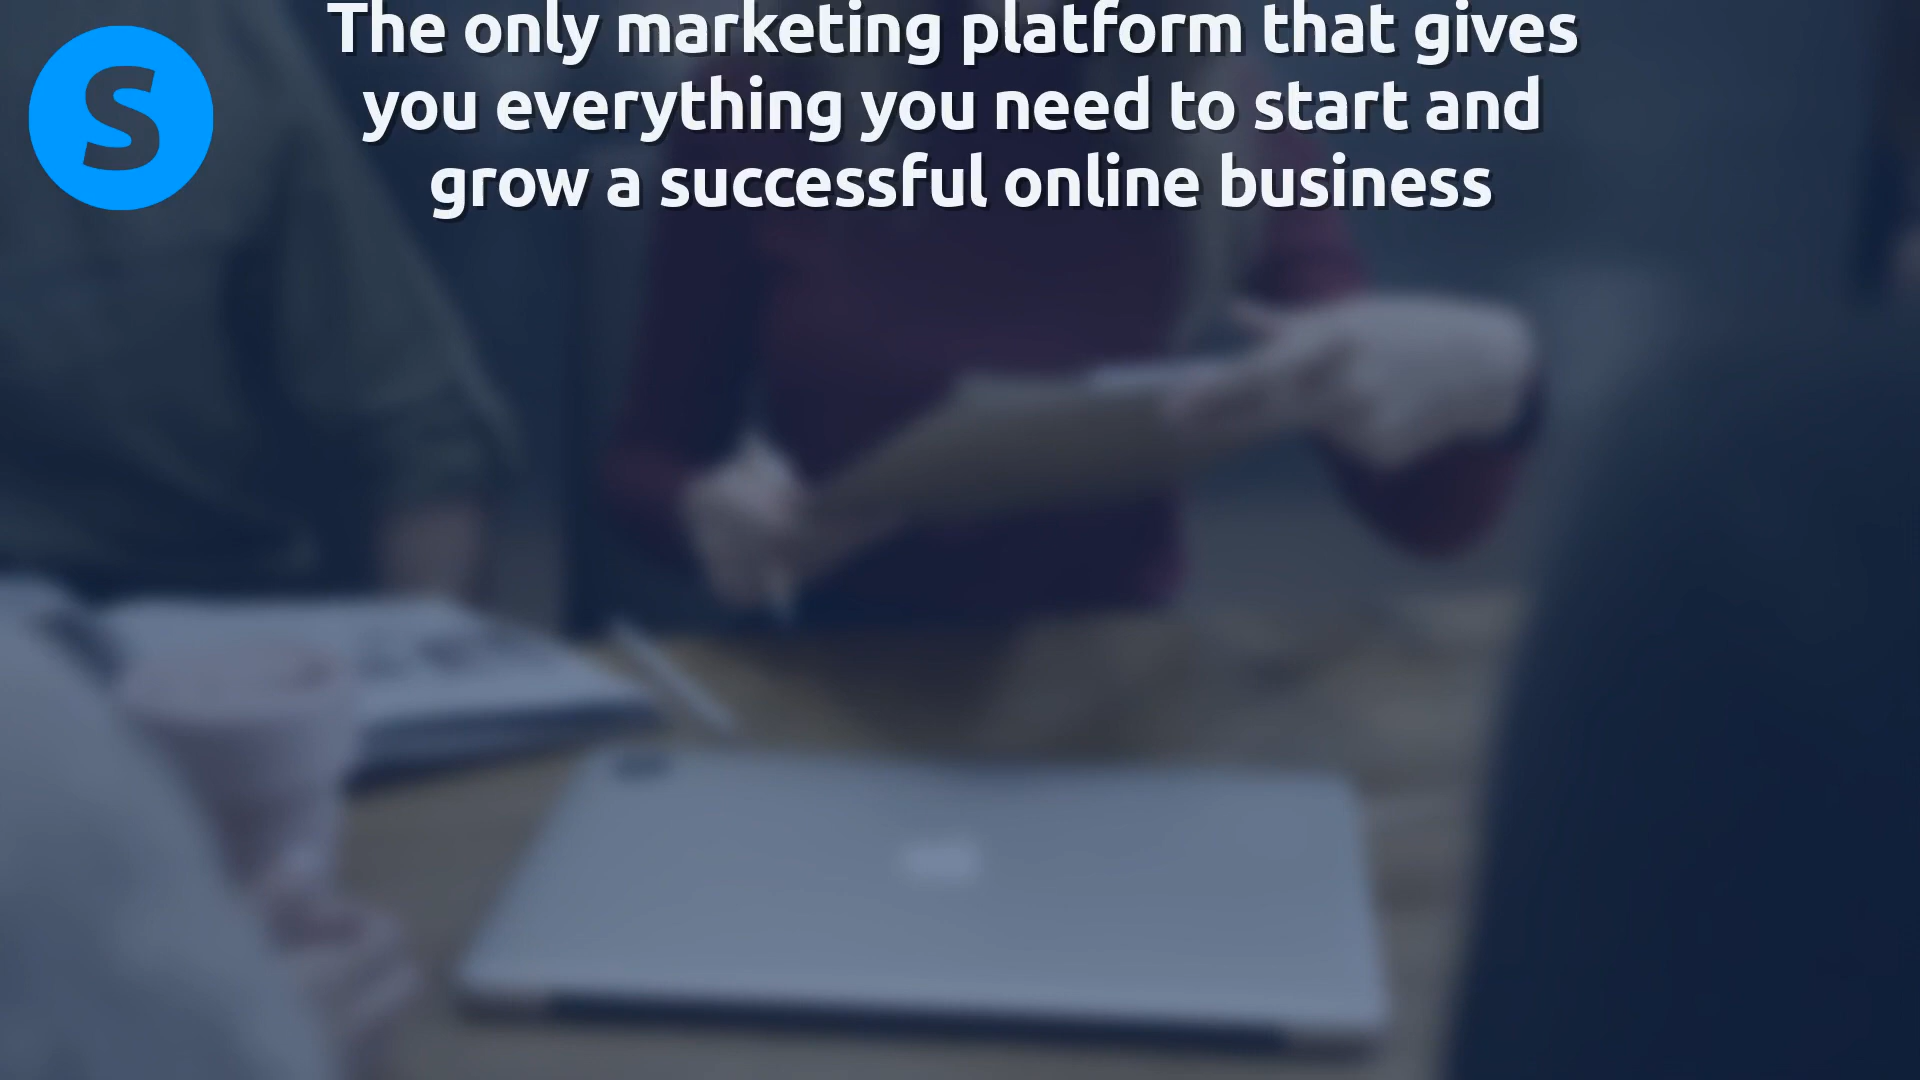 S
The only marketing platform that gives
you everything you need to start and
grow a successful online business